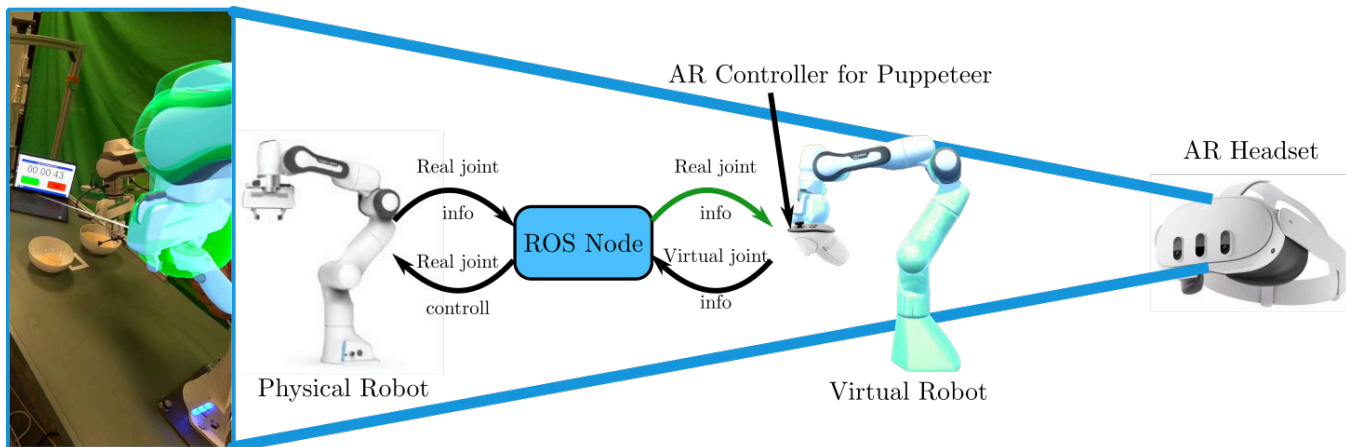 AR Controller for Puppeteer
AR Headset
00:00:43
Real joint
info
Real joint
info
ROS Node
Real joint
controll
Virtual joint
info
Physical Robot
Virtual Robot